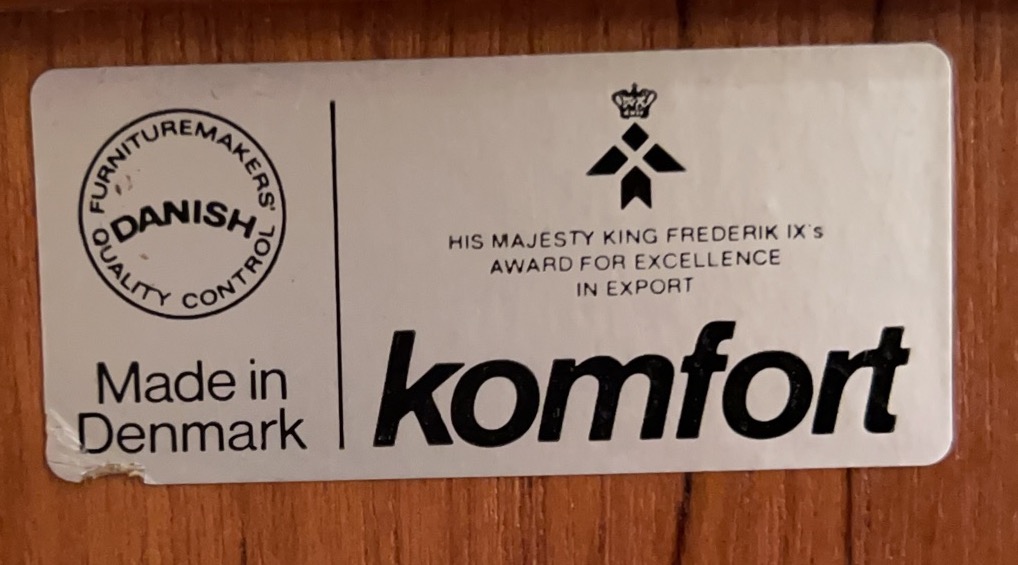 FURNITUREMAKERS'
DANISH
QUALITY CONTROL
Made in
Denmark
HIS MAJESTY KING FREDERIK IX's
AWARD FOR EXCELLENCE
IN EXPORT
komfort